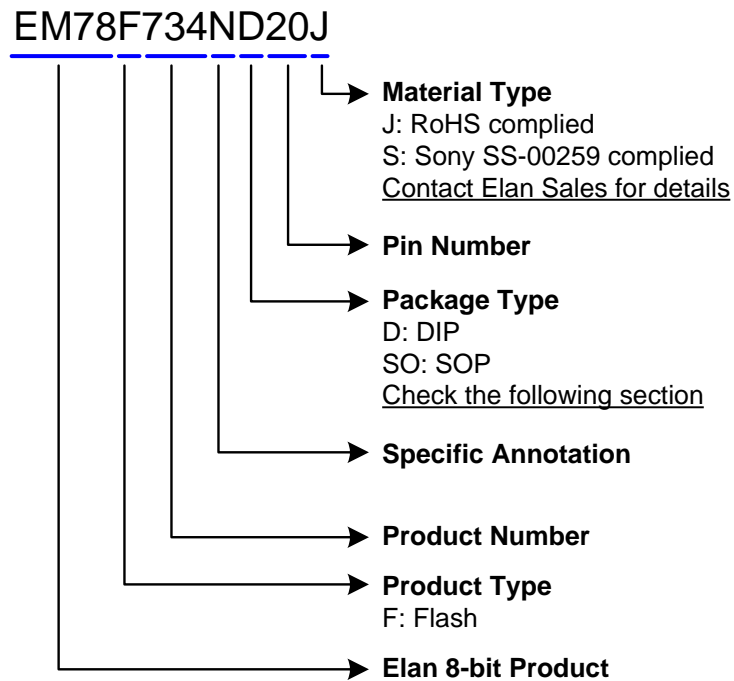 EM78F734ND20J
Material Type
J: RoHS complied
S: Sony SS-00259 complied
Contact Elan Sales for details
Pin Number
Package Type
D: DIP
SO: SOP
Check the following section
Specific Annotation
Product Number
Product Type
F: Flash
Elan 8-bit Product